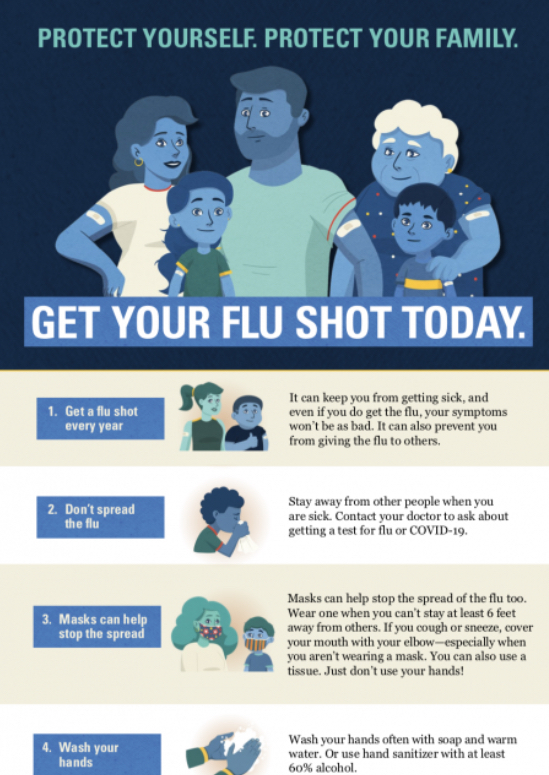 PROTECT YOURSELF. PROTECT YOUR FAMILY.
GET YOUR FLU SHOT TODAY.
1. Get a flu shot
every year
It can keep you from getting sick, and
even if you do get the flu, your symptoms
won't be as bad. It can also prevent you
from giving the flu to others.
2. Don't spread
the flu
Stay away from other people when you
are sick. Contact your doctor to ask about
getting a test for flu or COVID-19.
3. Masks can help
stop the spread
Masks can help stop the spread of the flu too.
Wear one when you can't stay at least 6 feet
away from others. If you cough or sneeze, cover
your mouth with your elbow—especially when
you aren't wearing a mask. You can also use a
tissue. Just don't use your hands!
4. Wash your
hands
Wash your hands often with soap and warm
water. Or use hand sanitizer with at least
60% alcohol.